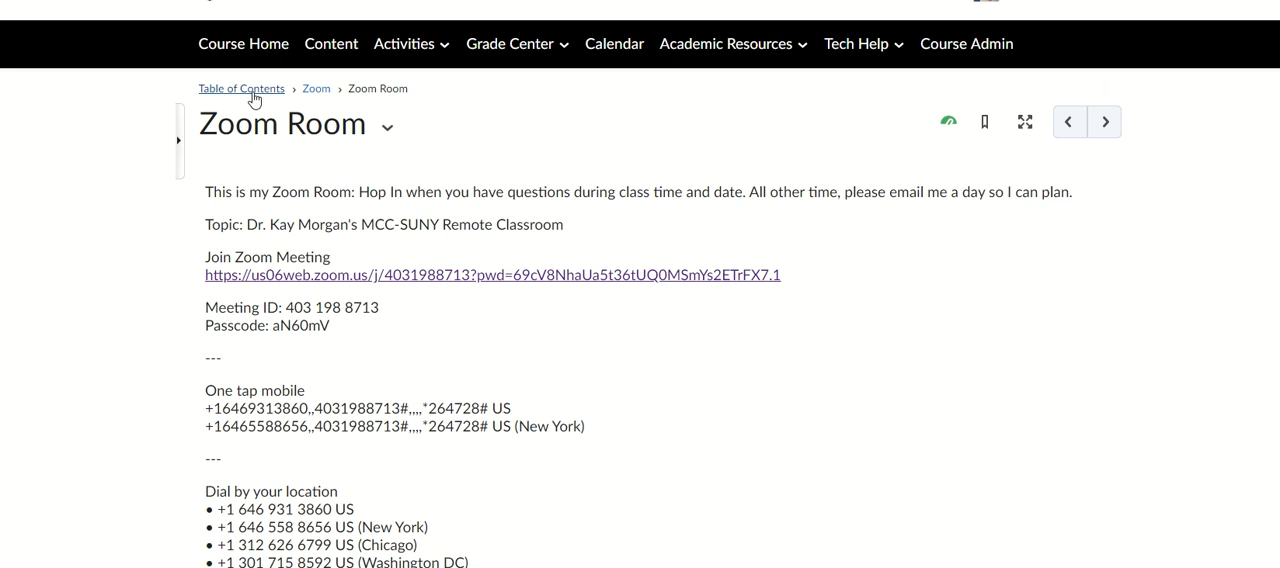 Course Home Content Activities Grade Center Calendar Academic Resources Tech Help Course Admin
Table of Contents › Zoom › Zoom Room
Zoom Room
This is my Zoom Room: Hop In when you have questions during class time and date. All other time, please email me a day so I can plan.
Topic: Dr. Kay Morgan's MCC-SUNY Remote Classroom
Join Zoom Meeting
https://us06web.zoom.us/j/4031988713?pwd=69cV8NhaUa5t36tUQ0MSmYs2ETrFX7.1
Meeting ID: 403 198 8713
Passcode: aN60mV
---
One tap mobile
+16469313860,,4031988713#,,,,*264728# US
+16465588656,,4031988713#,,,,*264728# US (New York)
---
Dial by your location
• +1 646 931 3860 US
• +1 646 558 8656 US (New York)
• +1 312 626 6799 US (Chicago)
• +1 301 715 8592 US (Washington DC)